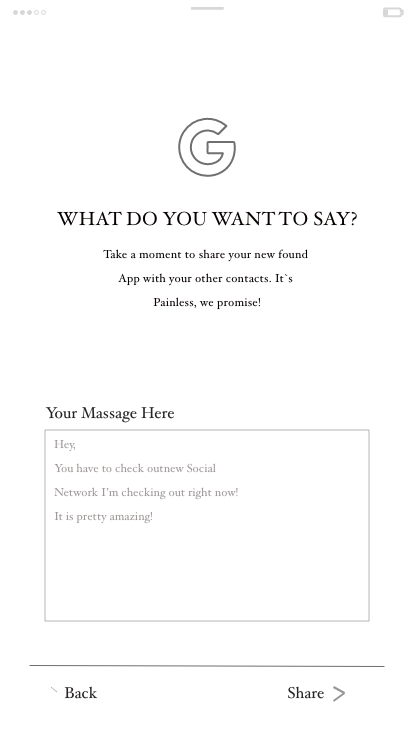 G
WHAT DO YOU WANT TO SAY?
Take a moment to share your new found
App with your other contacts. It`s
Painless, we promise!
Your Massage Here
Hey,
You have to check outnew Social
Network I'm checking out right now!
It is pretty amazing!
Back
Share